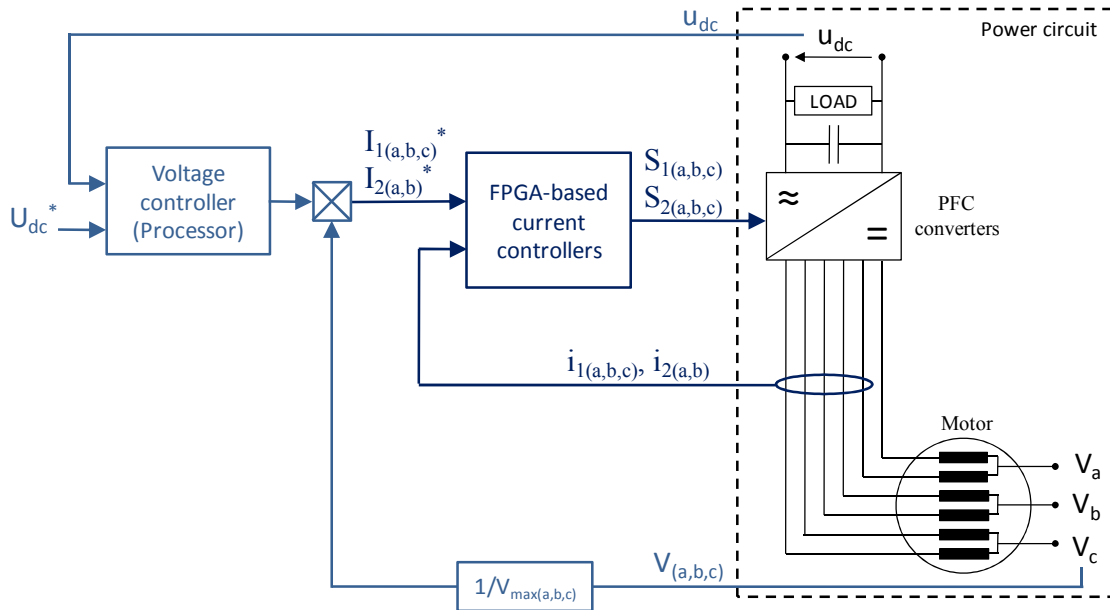 u_dc
Power circuit
u_dc
LOAD
Voltage
controller
(Processor)
U_dc*
I_1(a,b,c)*
I_2(a,b)*
FPGA-based
current
controllers
S_1(a,b,c)
S_2(a,b,c)
≈
=
PFC
converters
i_1(a,b,c), i_2(a,b)
Motor
V_a
V_b
V_c
V_(a,b,c)
1/V_max(a,b,c)